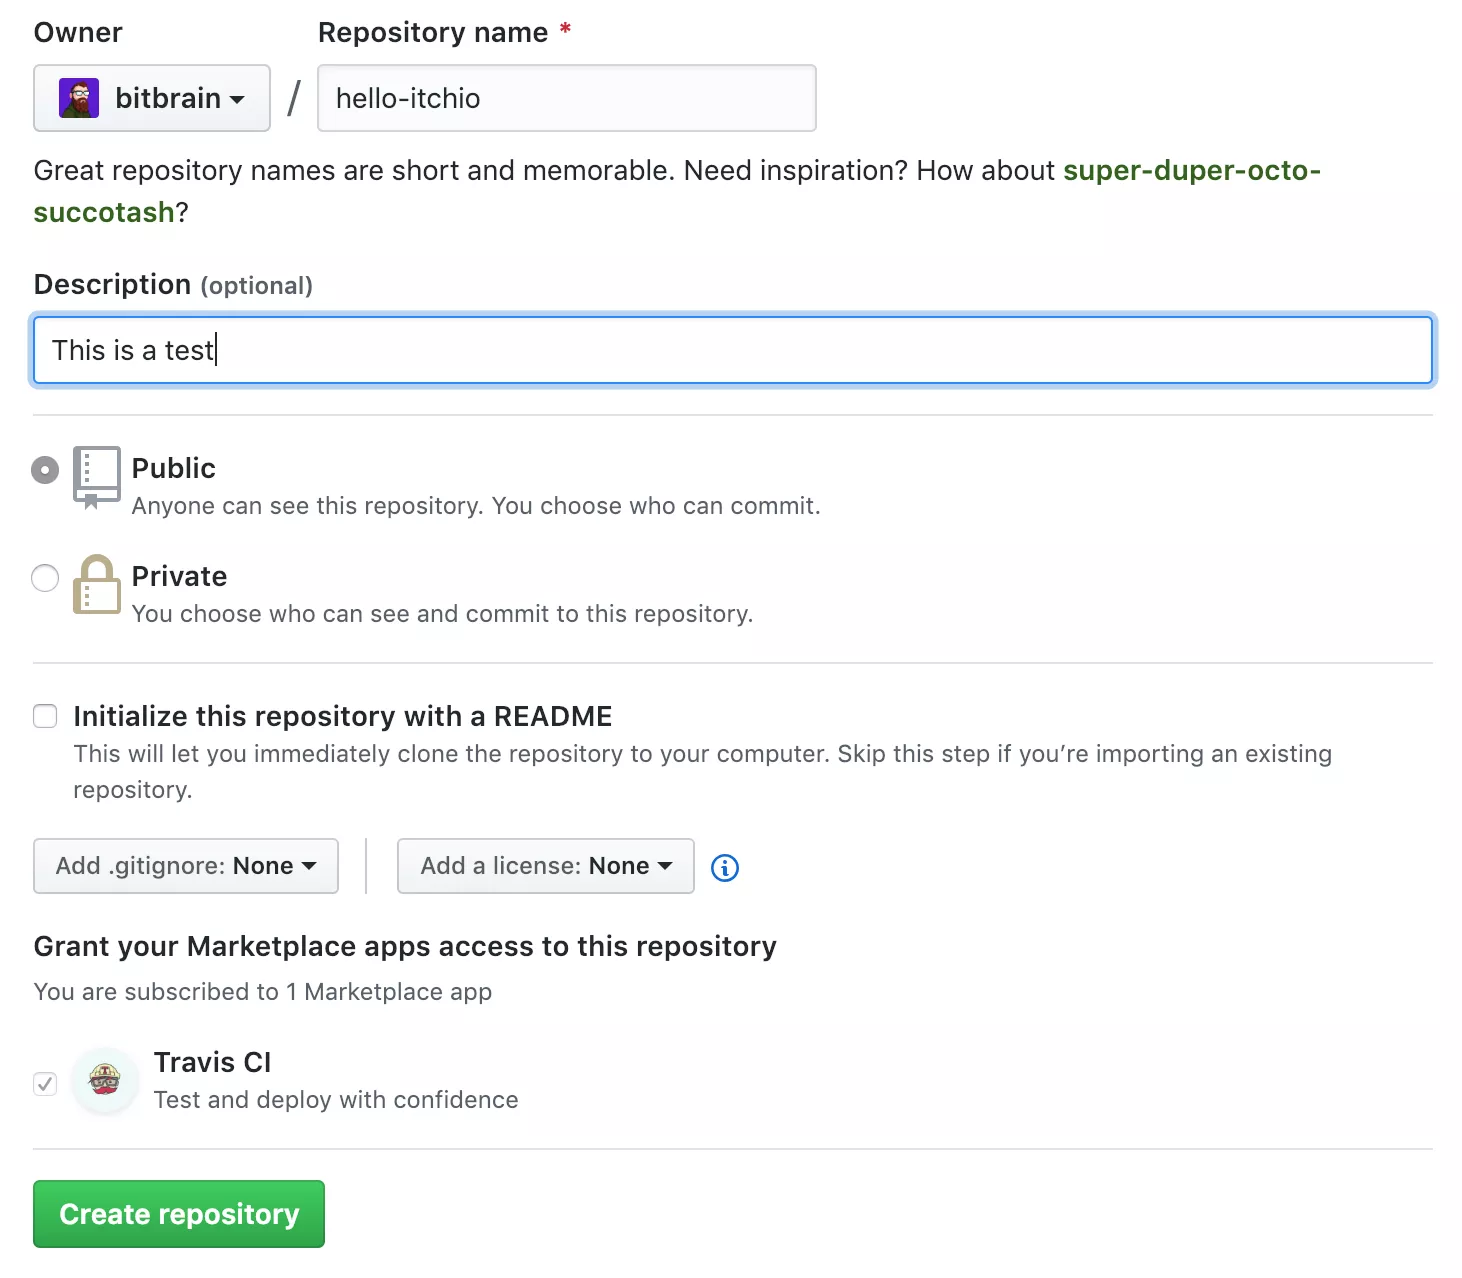 Owner
Repository name *
bitbrain / hello-itchio
Great repository names are short and memorable. Need inspiration? How about super-duper-octo-
succotash?
Description (optional)
This is a test
Public
Anyone can see this repository. You choose who can commit.
Private
You choose who can see and commit to this repository.
Initialize this repository with a README
This will let you immediately clone the repository to your computer. Skip this step if you’re importing an existing
repository.
Add .gitignore: None
Add a license: None
Grant your Marketplace apps access to this repository
You are subscribed to 1 Marketplace app
Travis CI
Test and deploy with confidence
Create repository